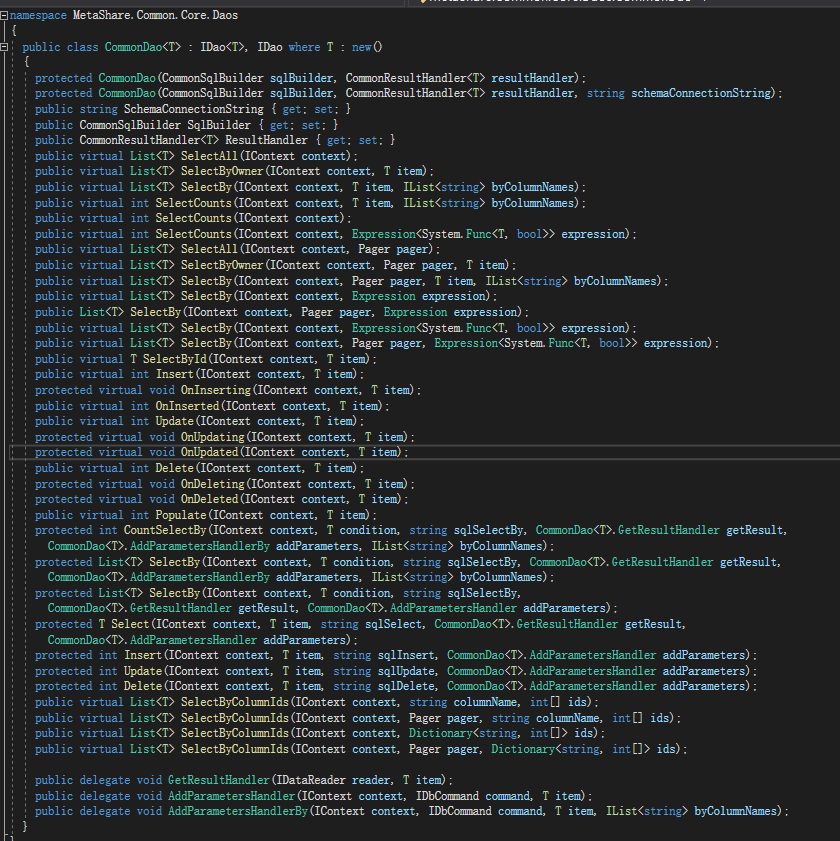 namespace MetaShare.Common.Core.Daos
{
public class CommonDao<T> : IDao<T>, IDao where T : new()
{
protected CommonDao(CommonSqlBuilder sqlBuilder, CommonResultHandler<T> resultHandler);
protected CommonDao(CommonSqlBuilder sqlBuilder, CommonResultHandler<T> resultHandler, string schemaConnectionString);
public string SchemaConnectionString { get; set; }
public CommonSqlBuilder SqlBuilder { get; set; }
public CommonResultHandler<T> ResultHandler { get; set; }
public virtual List<T> SelectAll(IContext context);
public virtual List<T> SelectByOwner(IContext context, T item);
public virtual List<T> SelectBy(IContext context, T item, IList<string> byColumnNames);
public virtual int SelectCounts(IContext context, T item, IList<string> byColumnNames);
public virtual int SelectCounts(IContext context);
public virtual int SelectCounts(IContext context, Expression<System.Func<T, bool>> expression);
public virtual List<T> SelectAll(IContext context, Pager pager);
public virtual List<T> SelectByOwner(IContext context, Pager pager, T item);
public virtual List<T> SelectBy(IContext context, Pager pager, T item, IList<string> byColumnNames);
public virtual List<T> SelectBy(IContext context, Expression expression);
public List<T> SelectBy(IContext context, Pager pager, Expression expression);
public virtual List<T> SelectBy(IContext context, Expression<System.Func<T, bool>> expression);
public virtual List<T> SelectBy(IContext context, Pager pager, Expression<System.Func<T, bool>> expression);
public virtual T SelectById(IContext context, T item);
public virtual int Insert(IContext context, T item);
protected virtual void OnInserting(IContext context, T item);
public virtual int OnInserted(IContext context, T item);
public virtual int Update(IContext context, T item);
protected virtual void OnUpdating(IContext context, T item);
protected virtual void OnUpdated(IContext context, T item);
public virtual int Delete(IContext context, T item);
protected virtual void OnDeleting(IContext context, T item);
protected virtual void OnDeleted(IContext context, T item);
public virtual int Populate(IContext context, T item);
protected int CountSelectBy(IContext context, T condition, string sqlSelectBy, CommonDao<T>.GetResultHandler getResult,
CommonDao<T>.AddParametersHandlerBy addParameters, IList<string> byColumnNames);
protected List<T> SelectBy(IContext context, T condition, string sqlSelectBy, CommonDao<T>.GetResultHandler getResult,
CommonDao<T>.AddParametersHandlerBy addParameters, IList<string> byColumnNames);
protected List<T> SelectBy(IContext context, T condition, string sqlSelectBy,
CommonDao<T>.GetResultHandler getResult, CommonDao<T>.AddParametersHandler addParameters);
protected T Select(IContext context, T item, string sqlSelect, CommonDao<T>.GetResultHandler getResult,
CommonDao<T>.AddParametersHandler addParameters);
protected int Insert(IContext context, T item, string sqlInsert, CommonDao<T>.AddParametersHandler addParameters);
protected int Update(IContext context, T item, string sqlUpdate, CommonDao<T>.AddParametersHandler addParameters);
protected int Delete(IContext context, T item, string sqlDelete, CommonDao<T>.AddParametersHandler addParameters);
public virtual List<T> SelectByColumnIds(IContext context, string columnName, int[] ids);
public virtual List<T> SelectByColumnIds(IContext context, Pager pager, string columnName, int[] ids);
public virtual List<T> SelectByColumnIds(IContext context, Dictionary<string, int[]> ids);
public virtual List<T> SelectByColumnIds(IContext context, Pager pager, Dictionary<string, int[]> ids);
public delegate void GetResultHandler(IDataReader reader, T item);
public delegate void AddParametersHandler(IContext context, IDbCommand command, T item);
public delegate void AddParametersHandlerBy(IContext context, IDbCommand command, T item, IList<string> byColumnNames);
}